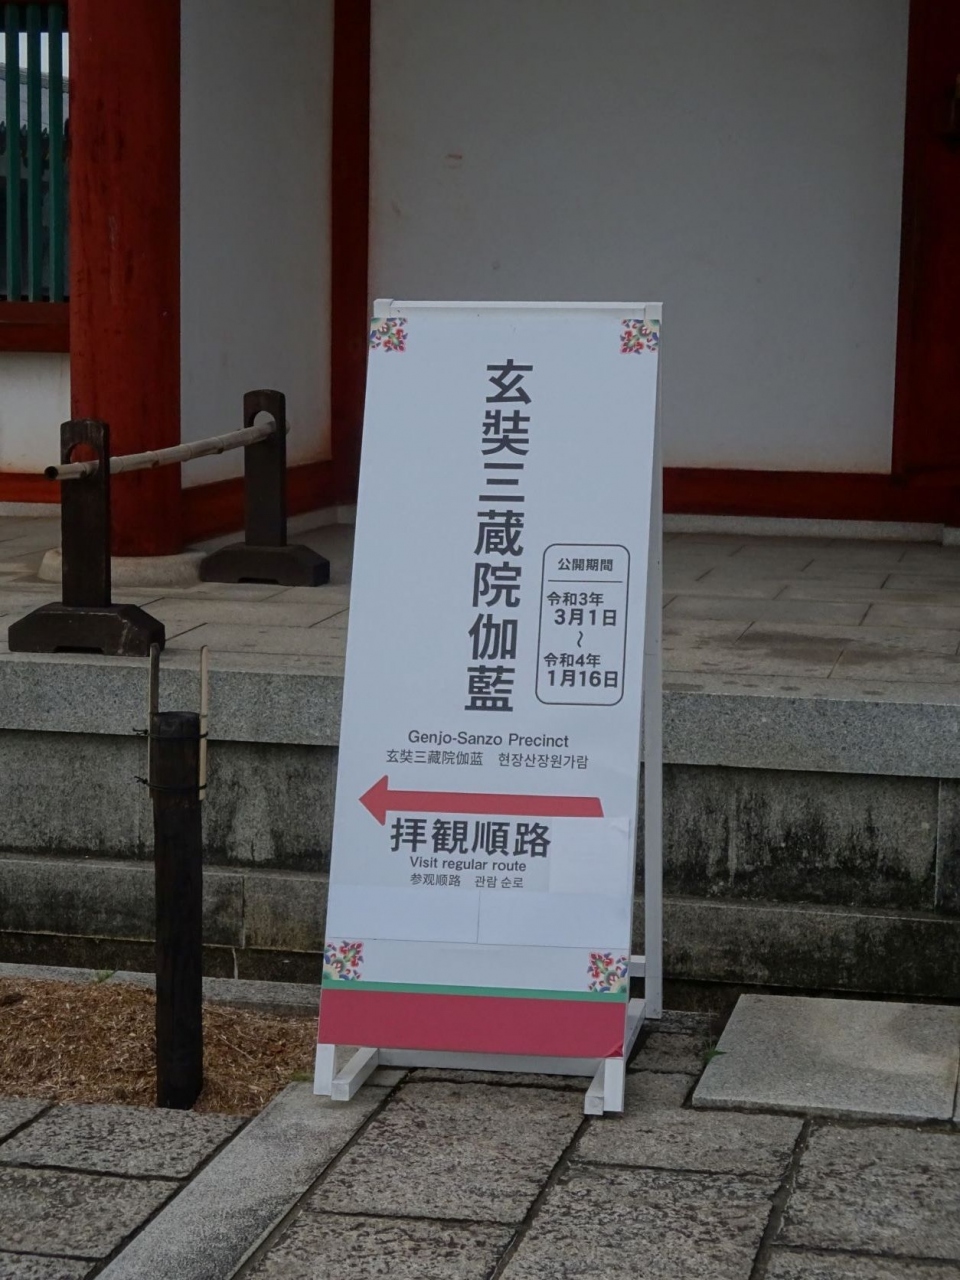 玄奘三蔵院伽藍
公開期間
令和3年
3月1日
〜
令和4年
1月16日
Genjo-Sanzo Precinct
玄奘三藏院伽蓝　현장산장원가람
拝観順路
Visit regular route
参观顺路　관람 순로